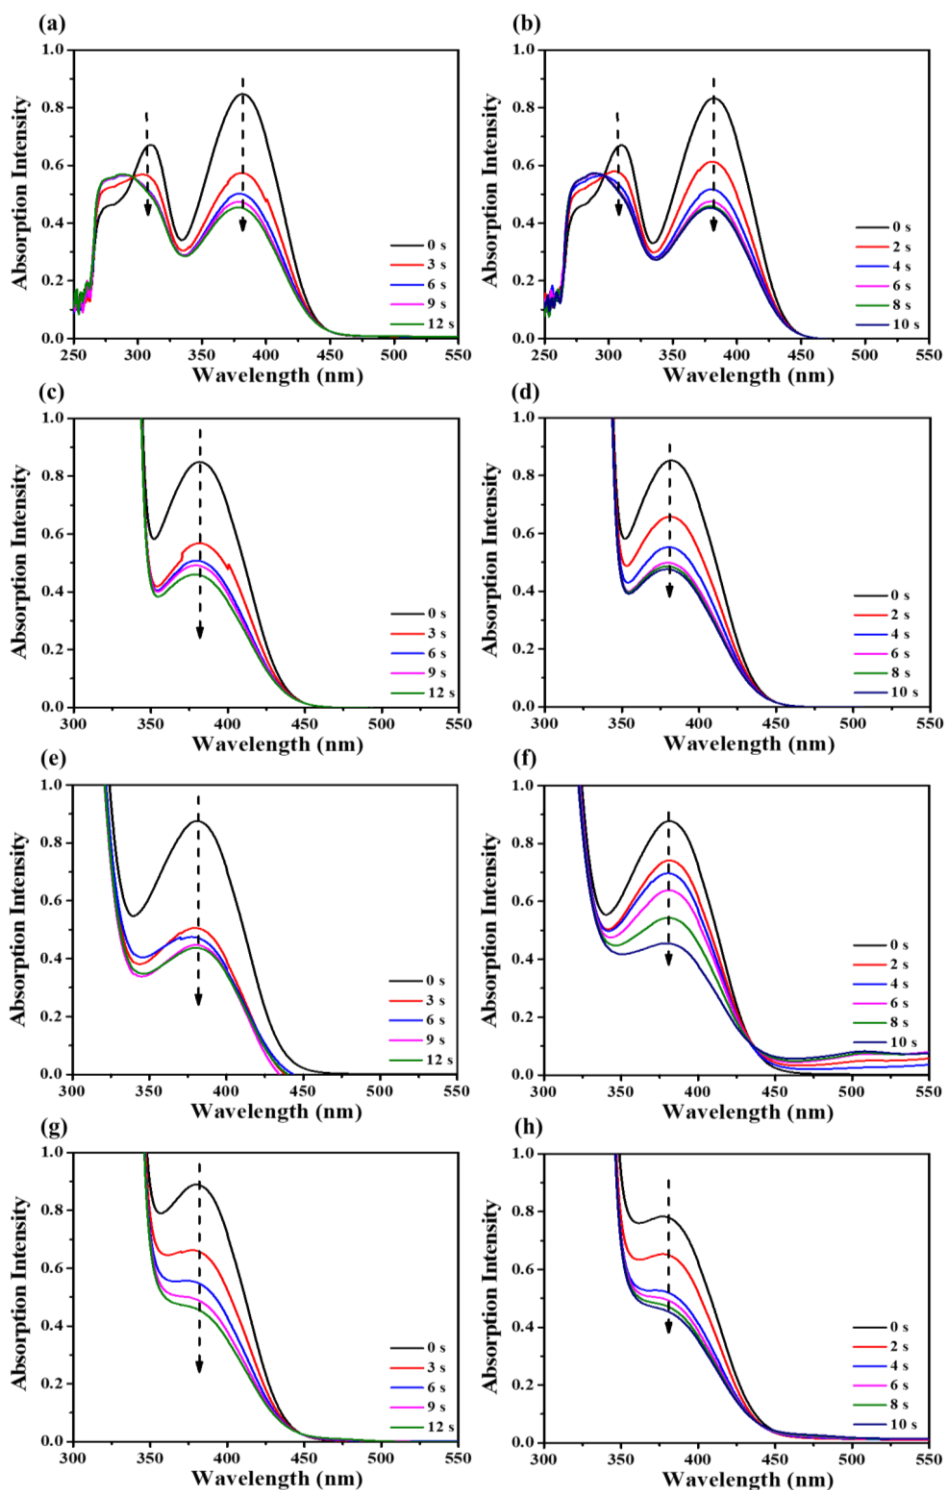 (a)
Absorption Intensity
1.0
0.8
0.6
0.4
0.2
0.0
250 300 350 400 450 500 550
Wavelength (nm)
0 s
3 s
6 s
9 s
12 s
(b)
Absorption Intensity
1.0
0.8
0.6
0.4
0.2
0.0
250 300 350 400 450 500 550
Wavelength (nm)
0 s
2 s
4 s
6 s
8 s
10 s
(c)
Absorption Intensity
1.0
0.8
0.6
0.4
0.2
0.0
300 350 400 450 500 550
Wavelength (nm)
0 s
3 s
6 s
9 s
12 s
(d)
Absorption Intensity
1.0
0.8
0.6
0.4
0.2
0.0
300 350 400 450 500 550
Wavelength (nm)
0 s
2 s
4 s
6 s
8 s
10 s
(e)
Absorption Intensity
1.0
0.8
0.6
0.4
0.2
0.0
300 350 400 450 500 550
Wavelength (nm)
0 s
3 s
6 s
9 s
12 s
(f)
Absorption Intensity
1.0
0.8
0.6
0.4
0.2
0.0
300 350 400 450 500 550
Wavelength (nm)
0 s
2 s
4 s
6 s
8 s
10 s
(g)
Absorption Intensity
1.0
0.8
0.6
0.4
0.2
0.0
300 350 400 450 500 550
Wavelength (nm)
0 s
3 s
6 s
9 s
12 s
(h)
Absorption Intensity
1.0
0.8
0.6
0.4
0.2
0.0
300 350 400 450 500 550
Wavelength (nm)
0 s
2 s
4 s
6 s
8 s
10 s